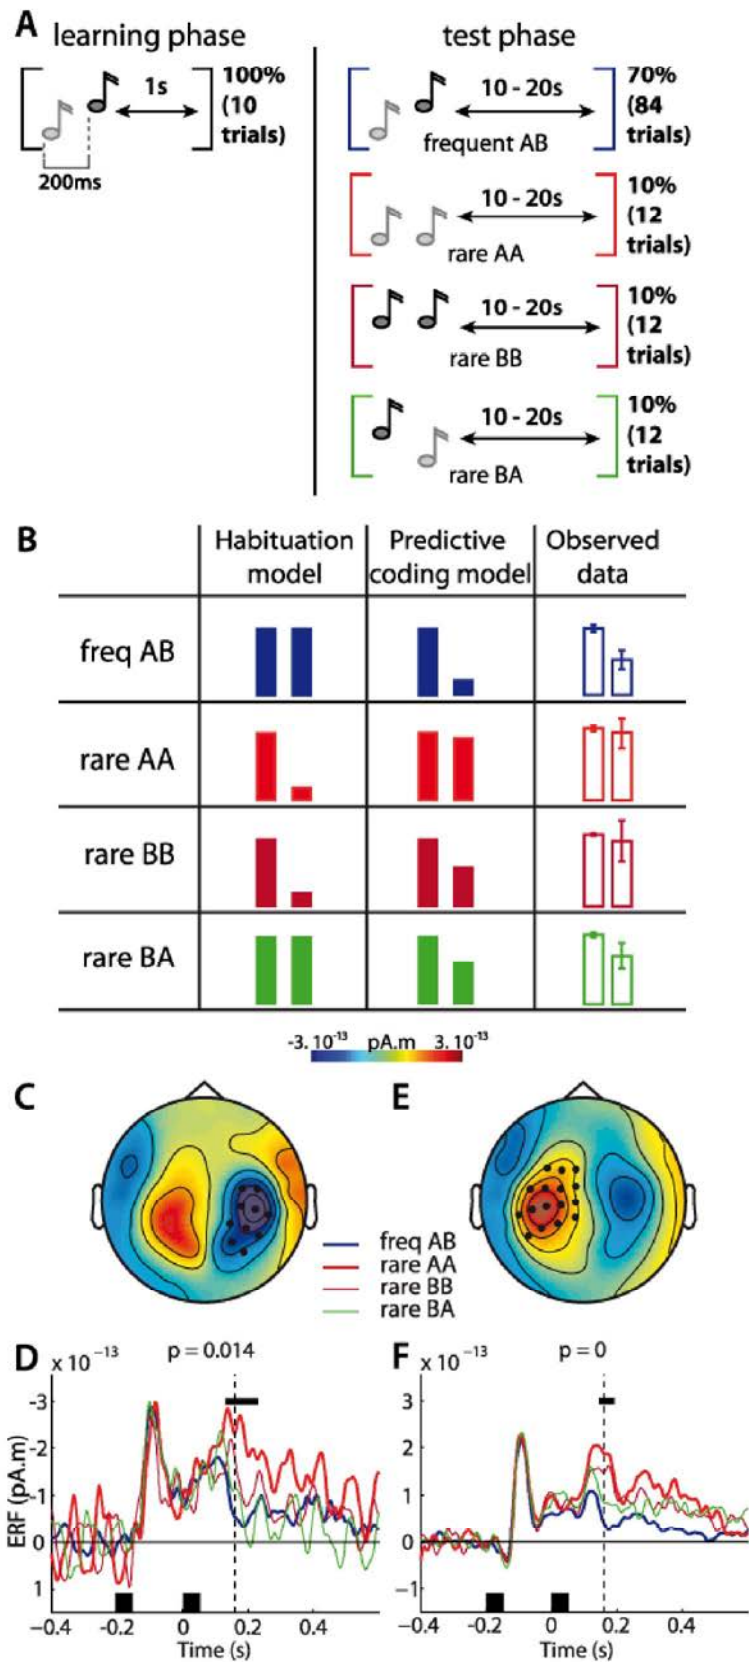 A
learning phase
test phase
1s
100%
(10
trials)
200ms
10 - 20s
frequent AB
70%
(84
trials)
10 - 20s
rare AA
10%
(12
trials)
10 - 20s
rare BB
10%
(12
trials)
10 - 20s
rare BA
10%
(12
trials)
B
Habituation
model
Predictive
coding model
Observed
data
freq AB
rare AA
rare BB
rare BA
-3. 10⁻¹³ pA.m 3. 10⁻¹³
C
E
freq AB
rare AA
rare BB
rare BA
D
x 10⁻¹³
p = 0.014
-3
-2
-1
0
1
ERF (pA.m)
-0.4 -0.2 0 0.2 0.4
Time (s)
F
x 10⁻¹³
p = 0
3
2
1
0
-1
-0.4 -0.2 0 0.2 0.4
Time (s)